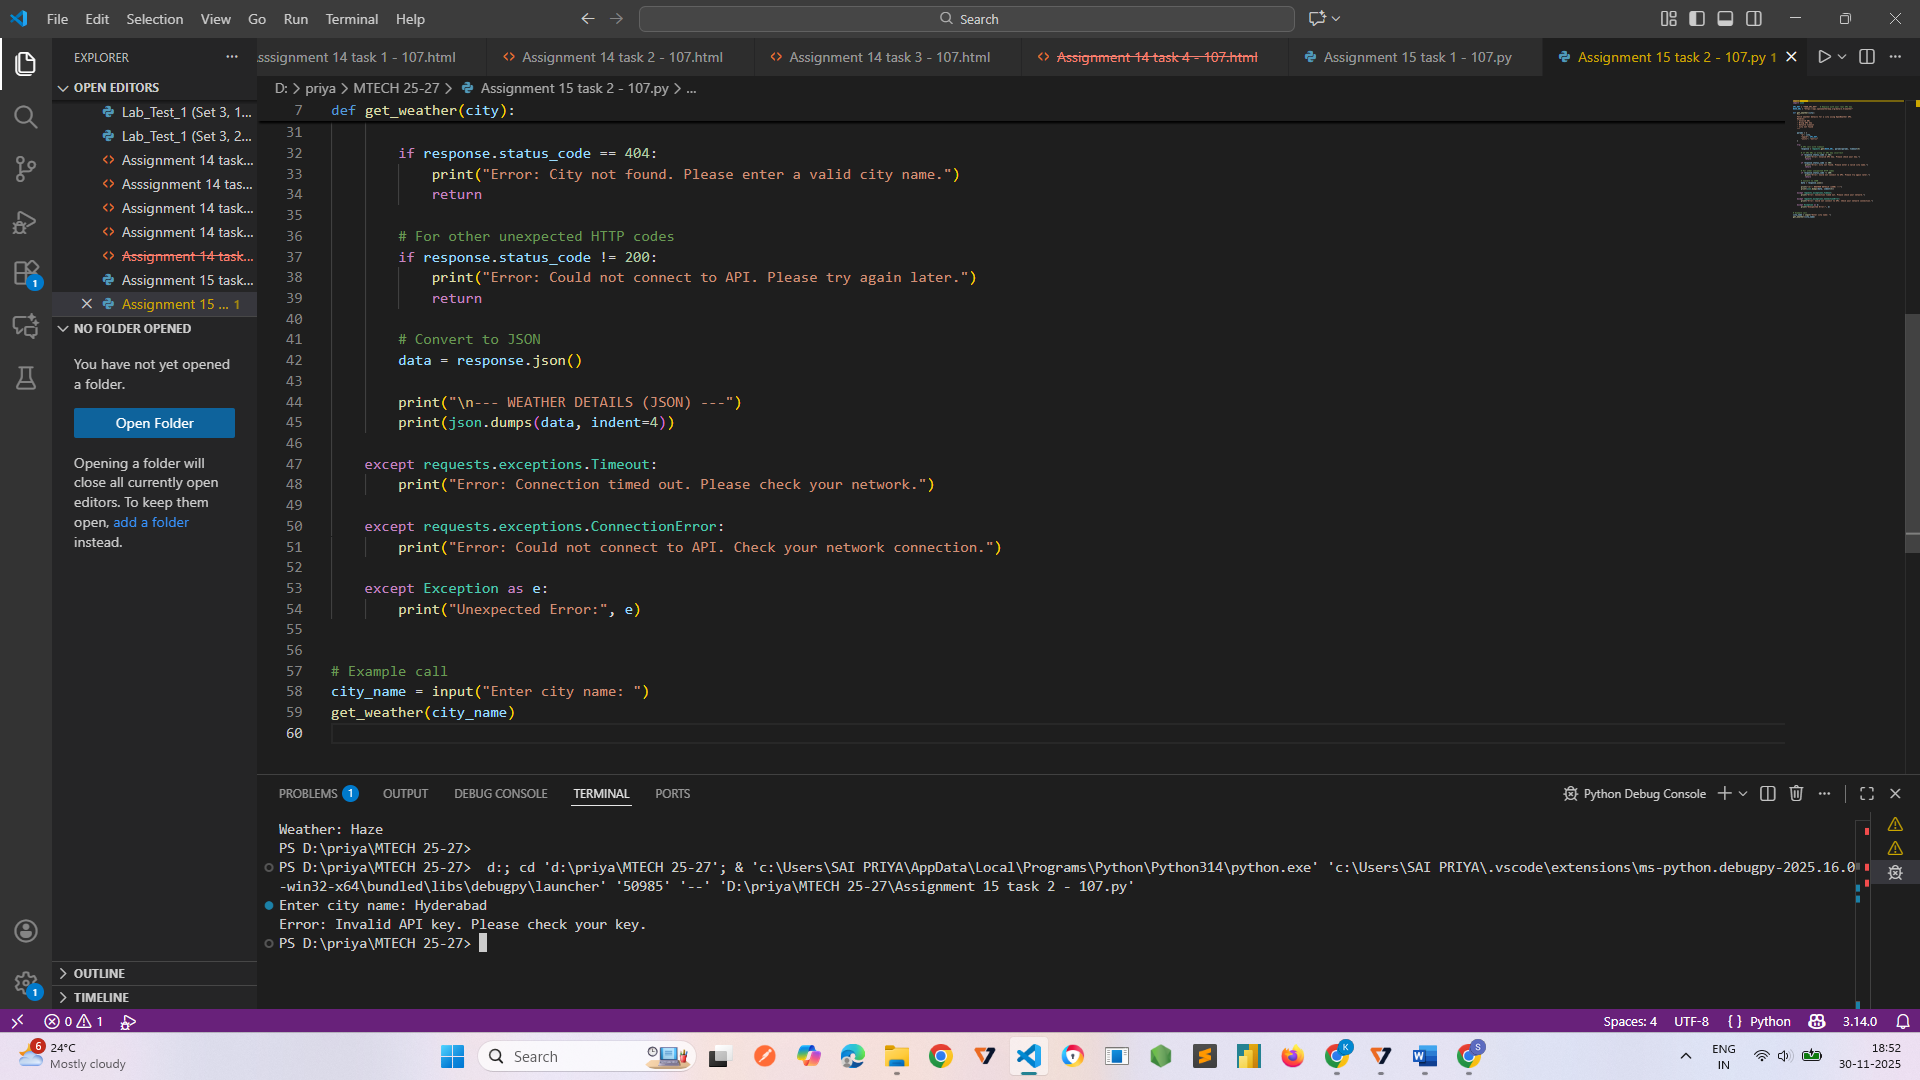 File Edit Selection View Go Run Terminal Help
Search
EXPLORER
Asssignment 14 task 1 - 107.html
Assignment 14 task 2 - 107.html
Assignment 14 task 3 - 107.html
Assignment 14 task 4 - 107.html
Assignment 15 task 1 - 107.py
Assignment 15 task 2 - 107.py 1
OPEN EDITORS
Lab_Test_1 (Set 3, 1...
Lab_Test_1 (Set 3, 2...
Assignment 14 task...
Asssignment 14 tas...
Assignment 14 task...
Assignment 14 task...
Assignment 14 task...
Assignment 15 task...
Assignment 15 ... 1
NO FOLDER OPENED
You have not yet opened
a folder.
Open Folder
Opening a folder will
close all currently open
editors. To keep them
open, add a folder
instead.
OUTLINE
TIMELINE
D: > priya > MTECH 25-27 > Assignment 15 task 2 - 107.py > ...
7 def get_weather(city):
31
32 if response.status_code == 404:
33 print("Error: City not found. Please enter a valid city name.")
34 return
35
36 # For other unexpected HTTP codes
37 if response.status_code != 200:
38 print("Error: Could not connect to API. Please try again later.")
39 return
40
41 # Convert to JSON
42 data = response.json()
43
44 print("\n--- WEATHER DETAILS (JSON) ---")
45 print(json.dumps(data, indent=4))
46
47 except requests.exceptions.Timeout:
48 print("Error: Connection timed out. Please check your network.")
49
50 except requests.exceptions.ConnectionError:
51 print("Error: Could not connect to API. Check your network connection.")
52
53 except Exception as e:
54 print("Unexpected Error:", e)
55
56
57 # Example call
58 city_name = input("Enter city name: ")
59 get_weather(city_name)
60
PROBLEMS 1 OUTPUT DEBUG CONSOLE TERMINAL PORTS
Python Debug Console
Weather: Haze
PS D:\priya\MTECH 25-27>
PS D:\priya\MTECH 25-27> d:; cd 'd:\priya\MTECH 25-27'; & 'c:\Users\SAI PRIYA\AppData\Local\Programs\Python\Python314\python.exe' 'c:\Users\SAI PRIYA\.vscode\extensions\ms-python.debugpy-2025.16.0
-win32-x64\bundled\libs\debugpy\launcher' '50985' '--' 'D:\priya\MTECH 25-27\Assignment 15 task 2 - 107.py'
Enter city name: Hyderabad
Error: Invalid API key. Please check your key.
PS D:\priya\MTECH 25-27>
0 1
Spaces: 4 UTF-8 { } Python 3.14.0
6
24°C
Mostly cloudy
Search
K
S
ENG
IN
18:52
30-11-2025